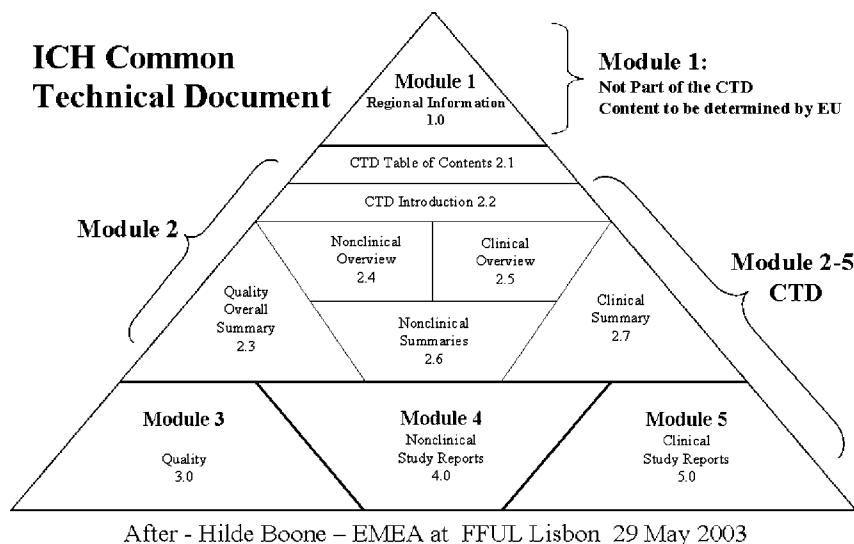 ICH Common
Technical Document
Module 1
Regional Information
1.0
Module 1:
Not Part of the CTD
Content to be determined by EU
CTD Table of Contents 2.1
CTD Introduction 2.2
Module 2
Nonclinical
Overview
2.4
Clinical
Overview
2.5
Module 2-5
CTD
Quality
Overall
Summary
2.3
Nonclinical
Summaries
2.6
Clinical
Summary
2.7
Module 3
Quality
3.0
Module 4
Nonclinical
Study Reports
4.0
Module 5
Clinical
Study Reports
5.0
After - Hilde Boone – EMEA at FFUL Lisbon 29 May 2003